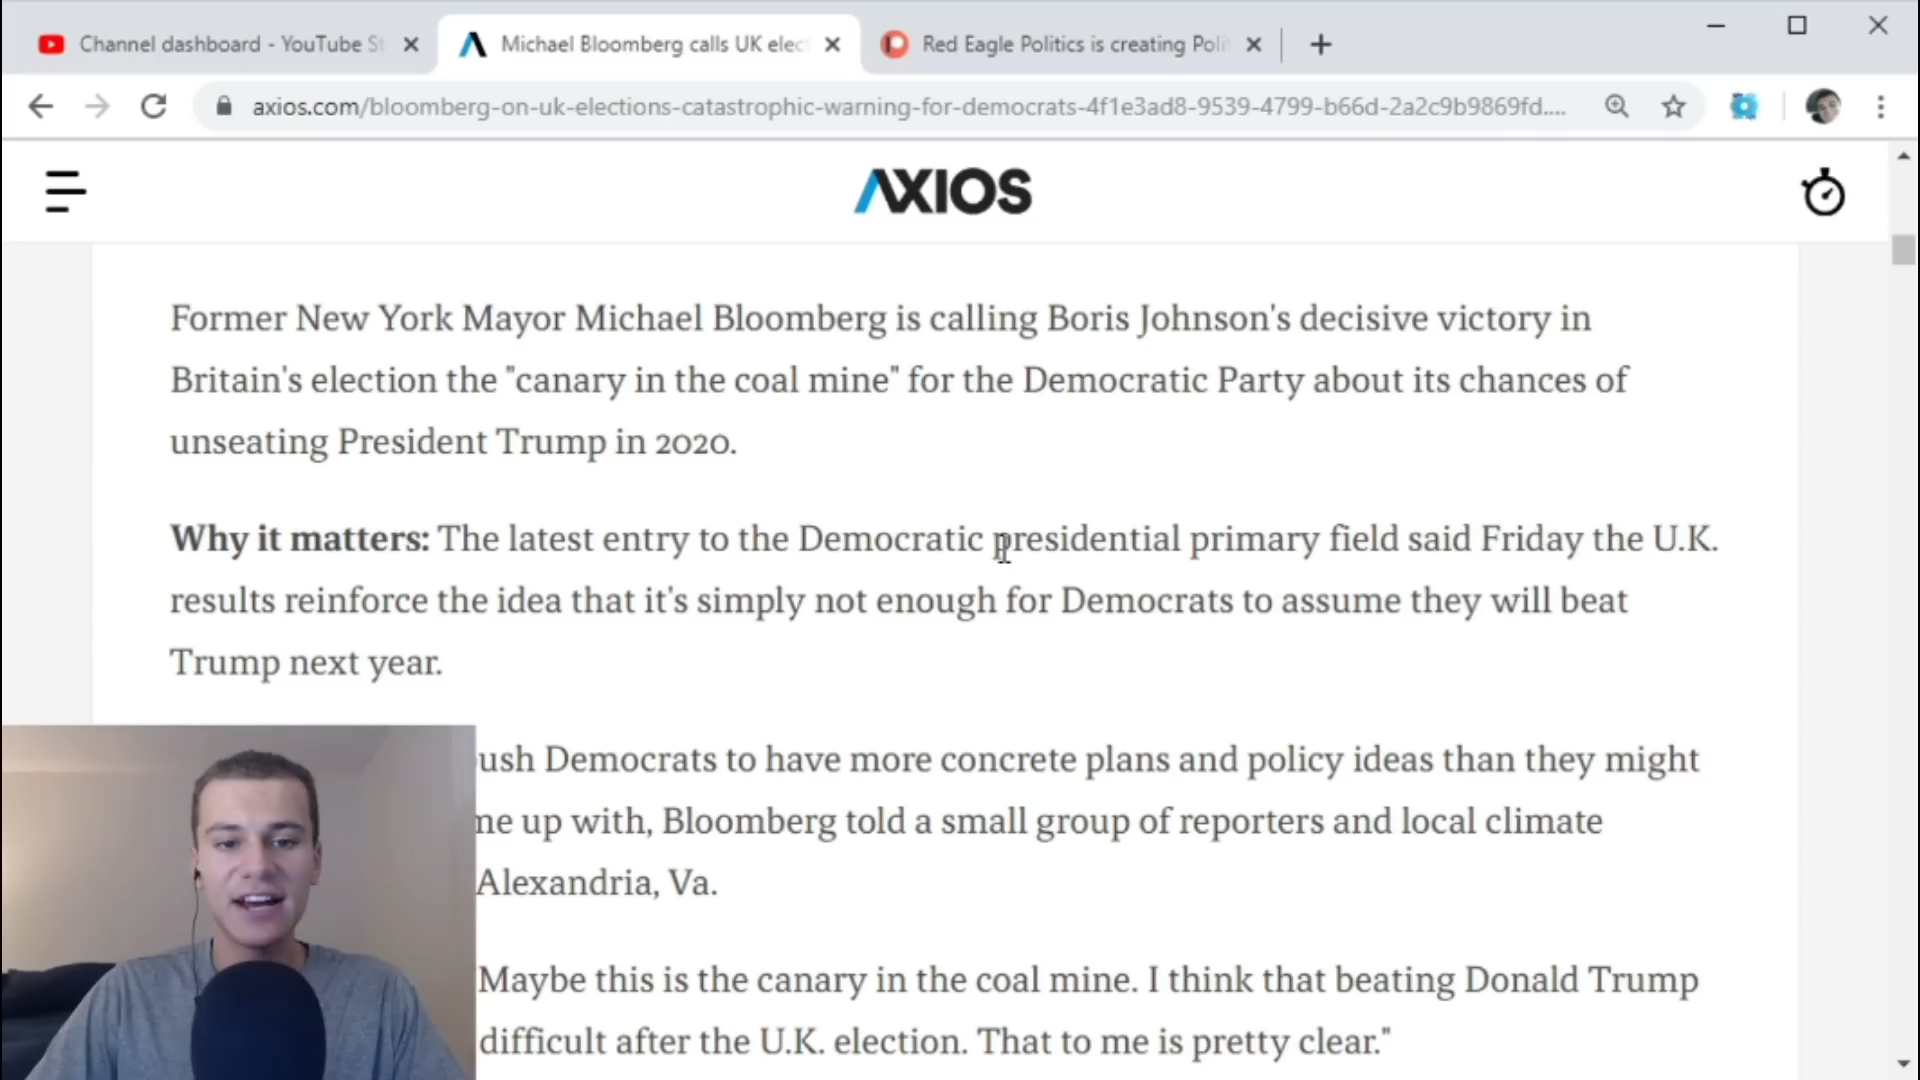 Channel dashboard - YouTube St
Michael Bloomberg calls UK elec
Red Eagle Politics is creating Poli
axios.com/bloomberg-on-uk-elections-catastrophic-warning-for-democrats-4f1e3ad8-9539-4799-b66d-2a2c9b9869fd....
AXIOS
Former New York Mayor Michael Bloomberg is calling Boris Johnson's decisive victory in
Britain's election the "canary in the coal mine" for the Democratic Party about its chances of
unseating President Trump in 2020.
Why it matters: The latest entry to the Democratic presidential primary field said Friday the U.K.
results reinforce the idea that it's simply not enough for Democrats to assume they will beat
Trump next year.
ush Democrats to have more concrete plans and policy ideas than they might
me up with, Bloomberg told a small group of reporters and local climate
Alexandria, Va.
Maybe this is the canary in the coal mine. I think that beating Donald Trump
difficult after the U.K. election. That to me is pretty clear."